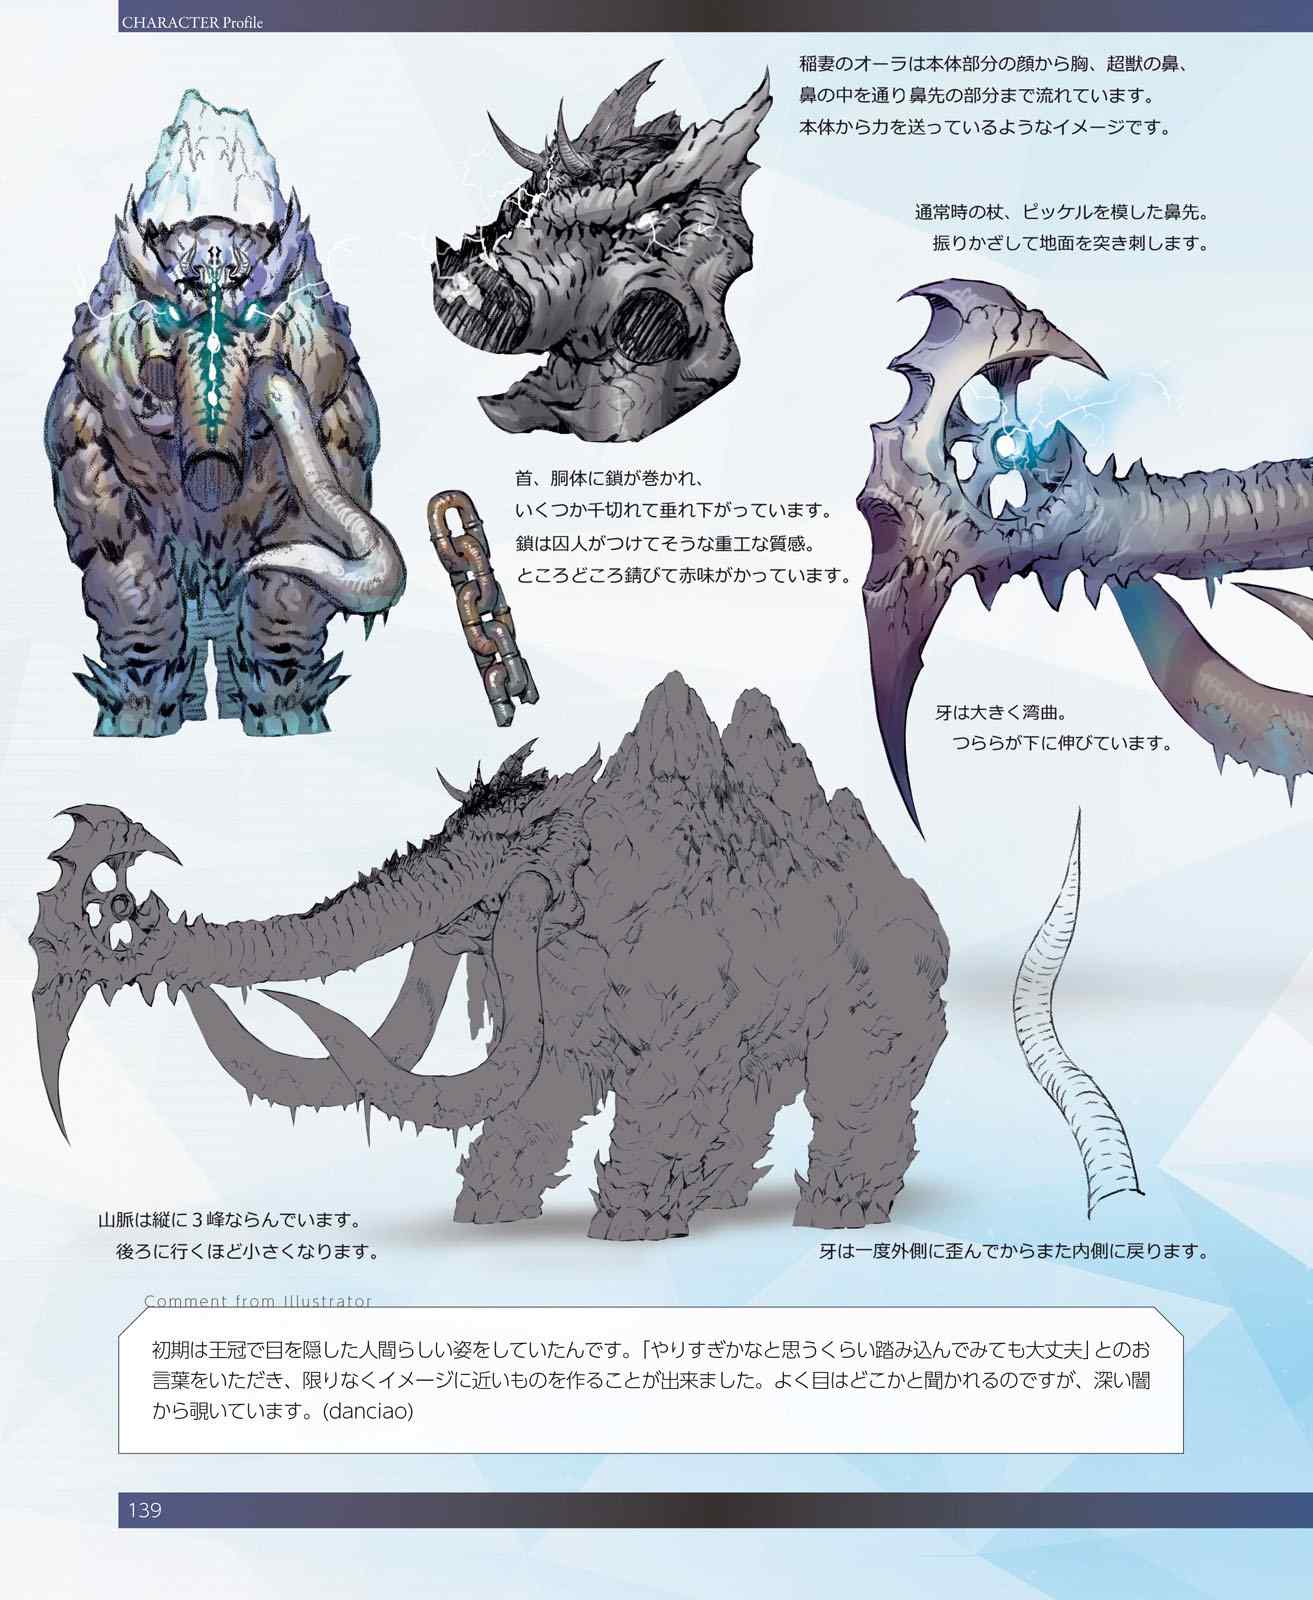 CHARACTER Profile
稲妻のオーラは本体部分の顔から胸、超獣の鼻、
鼻の中を通り鼻先の部分まで流れています。
本体から力を送っているようなイメージです。
通常時の杖、ピッケルを模した鼻先。
振りかざして地面を突き刺します。
首、胴体に鎖が巻かれ、
いくつか千切れて垂れ下がっています。
鎖は囚人がつけてそうな重工な質感。
ところどころ錆びて赤味がかっています。
牙は大きく湾曲。
つららが下に伸びています。
山脈は縦に3峰ならんでいます。
後ろに行くほど小さくなります。
牙は一度外側に歪んでからまた内側に戻ります。
Comment from Illustrator
初期は王冠で目を隠した人間らしい姿をしていたんです。「やりすぎかなと思うくらい踏み込んでみても大丈夫」とのお
言葉をいただき、限りなくイメージに近いものを作ることが出来ました。よく目はどこかと聞かれるのですが、深い闇
から覗いています。(danciao)
139